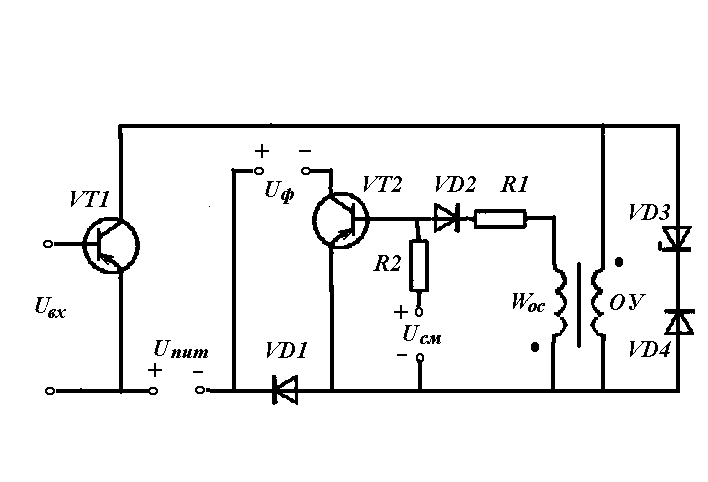 + −
Uф
VT1
VT2
VD2
R1
VD3
R2
Uвх
+
Uсм
−
Wос
ОУ
Uпит
+ −
VD1
VD4